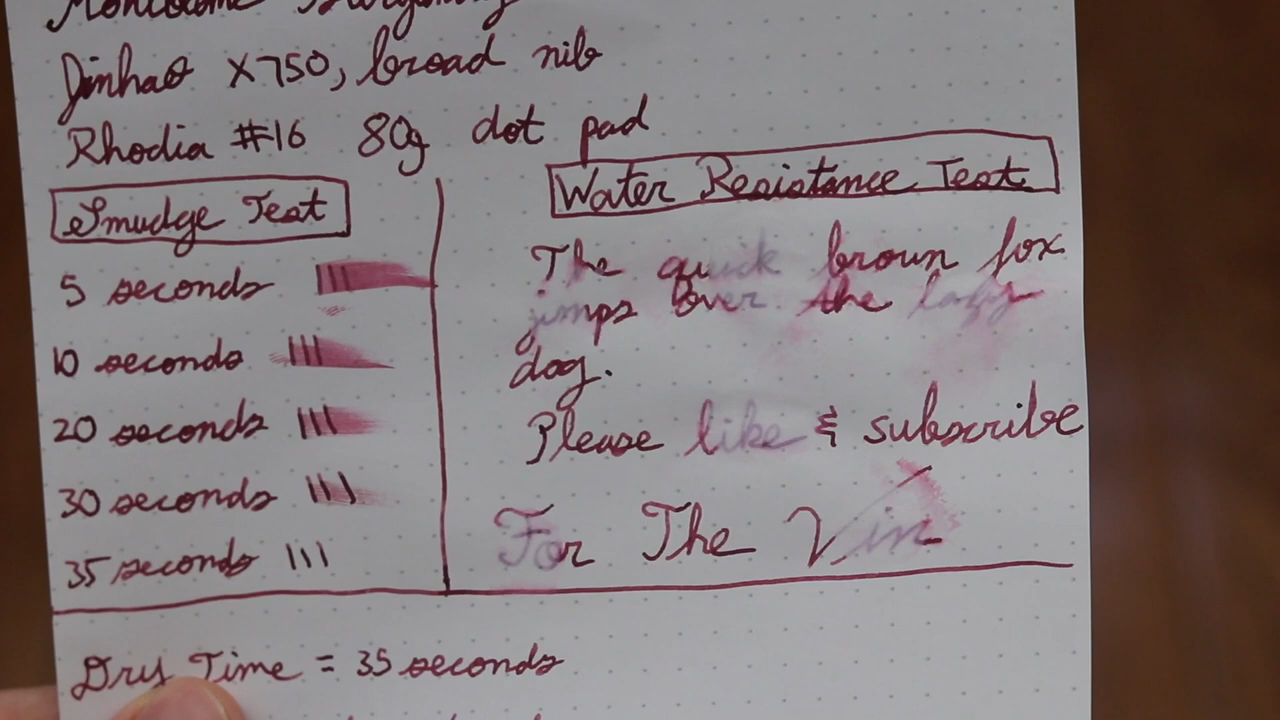 Jinhao X750, broad nib
Rhodia #16 80g dot pad
Smudge Test
5 seconds
10 seconds
20 seconds
30 seconds
35 seconds
Water Resistance Test
The quick brown fox
jumps over the lazy
dog.
Please like & subscribe
For The Vin
Dry Time = 35 seconds